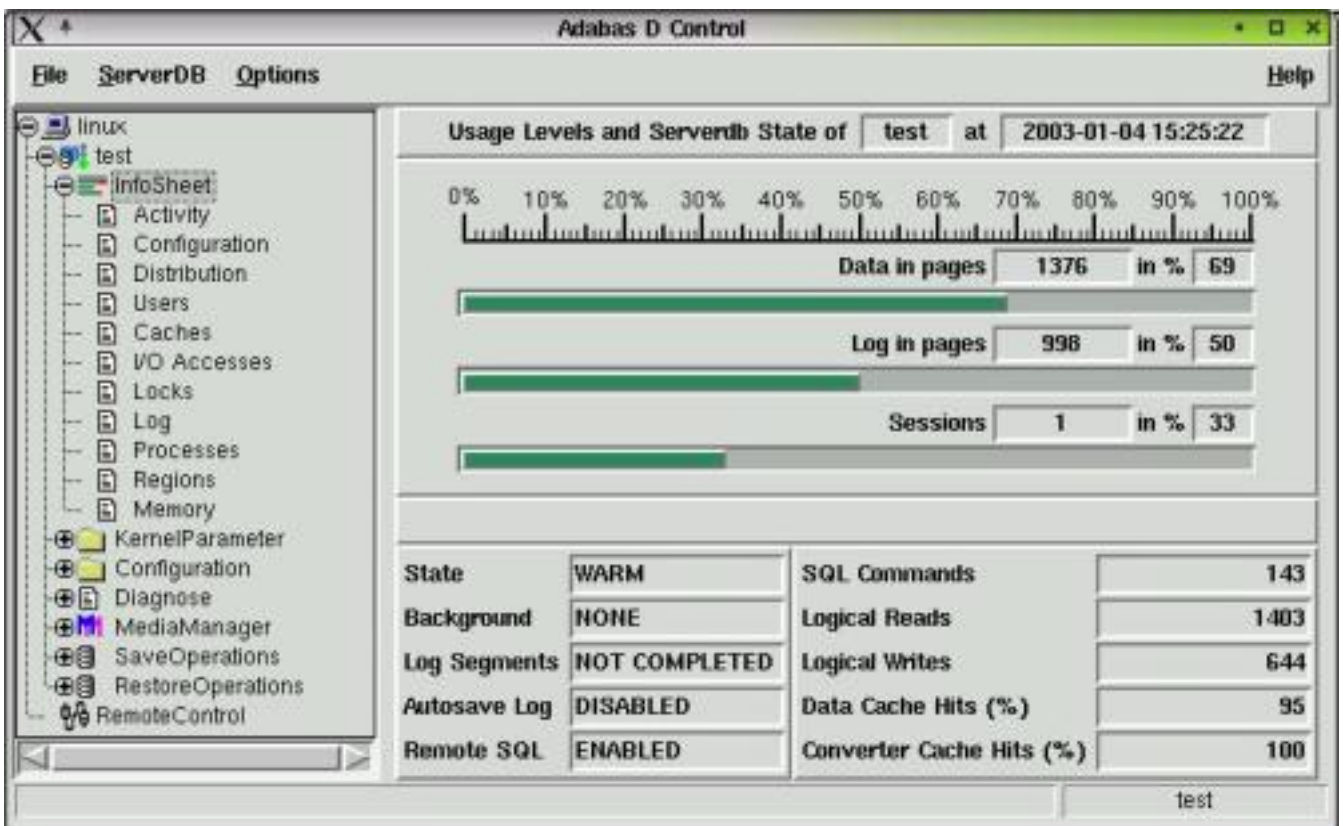 Adabas D Control
File ServerDB Options Help
linux
test
InfoSheet
Activity
Configuration
Distribution
Users
Caches
I/O Accesses
Locks
Log
Processes
Regions
Memory
KernelParameter
Configuration
Diagnose
MediaManager
SaveOperations
RestoreOperations
RemoteControl
Usage Levels and Serverdb State of test at 2003-01-04 15:25:22
0% 10% 20% 30% 40% 50% 60% 70% 80% 90% 100%
Data in pages 1376 in % 69
Log in pages 998 in % 50
Sessions 1 in % 33
State WARM
Background NONE
Log Segments NOT COMPLETED
Autosave Log DISABLED
Remote SQL ENABLED
SQL Commands 143
Logical Reads 1403
Logical Writes 644
Data Cache Hits (%) 95
Converter Cache Hits (%) 100
test